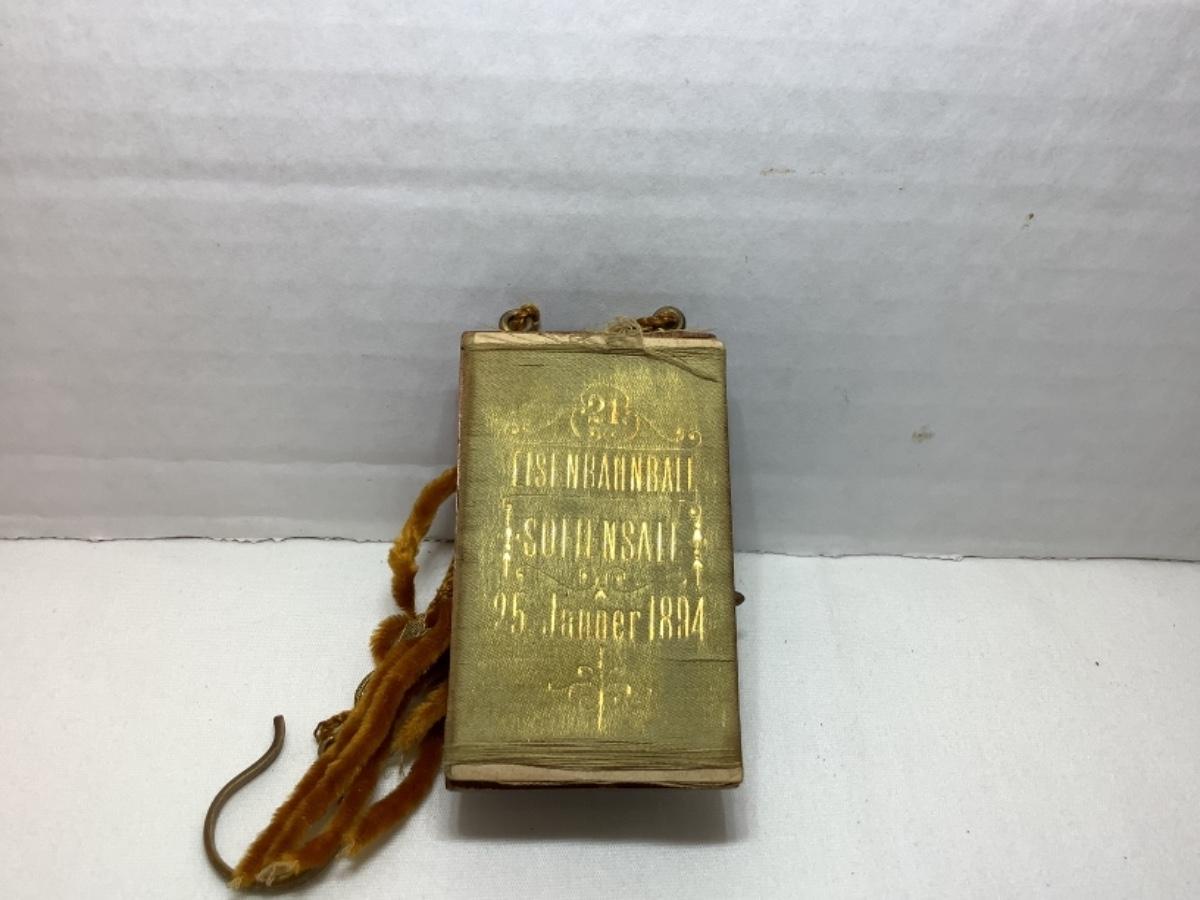 21
EISENBAHNBALL
SOFIENSALE
25 Jänner 1894